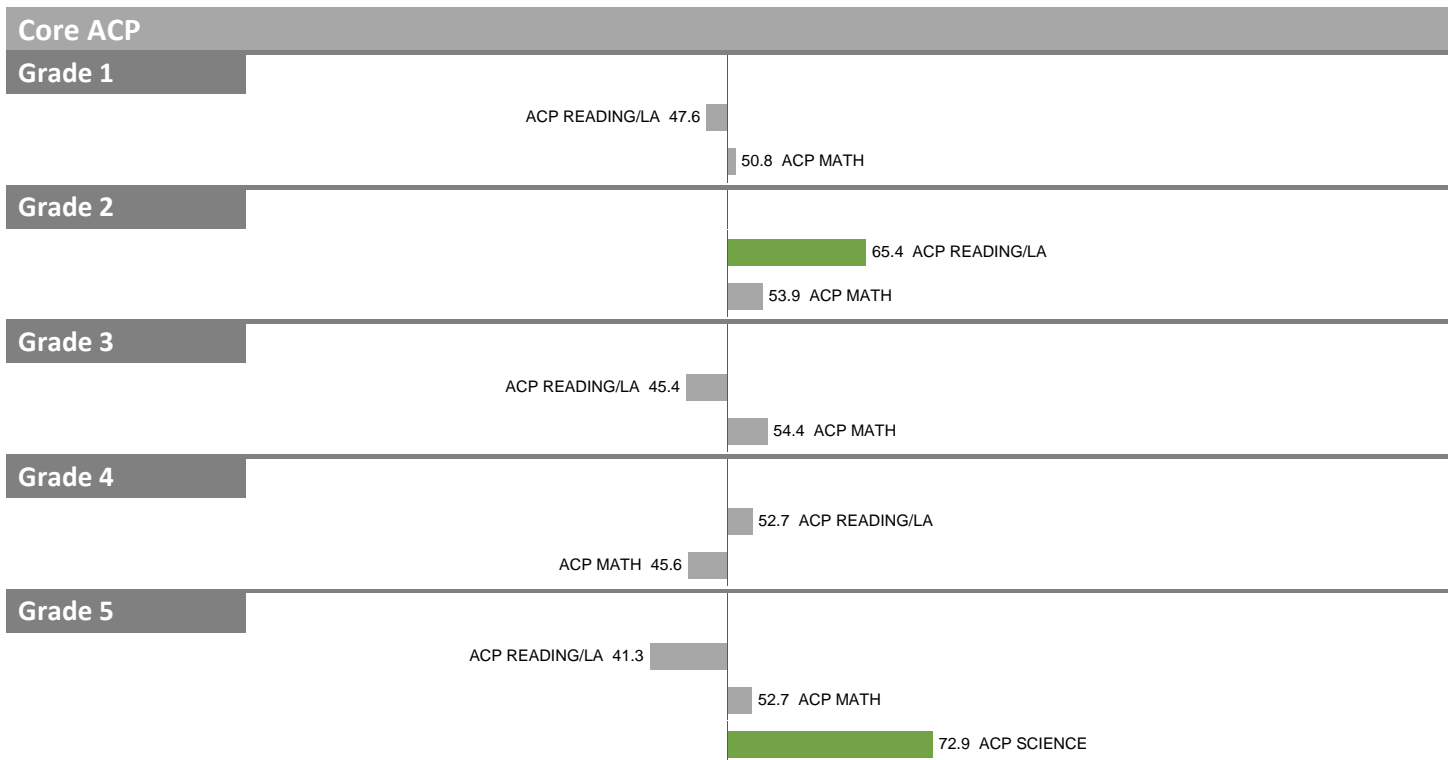 Core ACP
Grade 1
ACP READING/LA 47.6
50.8 ACP MATH
Grade 2
65.4 ACP READING/LA
53.9 ACP MATH
Grade 3
ACP READING/LA 45.4
54.4 ACP MATH
Grade 4
52.7 ACP READING/LA
ACP MATH 45.6
Grade 5
ACP READING/LA 41.3
52.7 ACP MATH
72.9 ACP SCIENCE